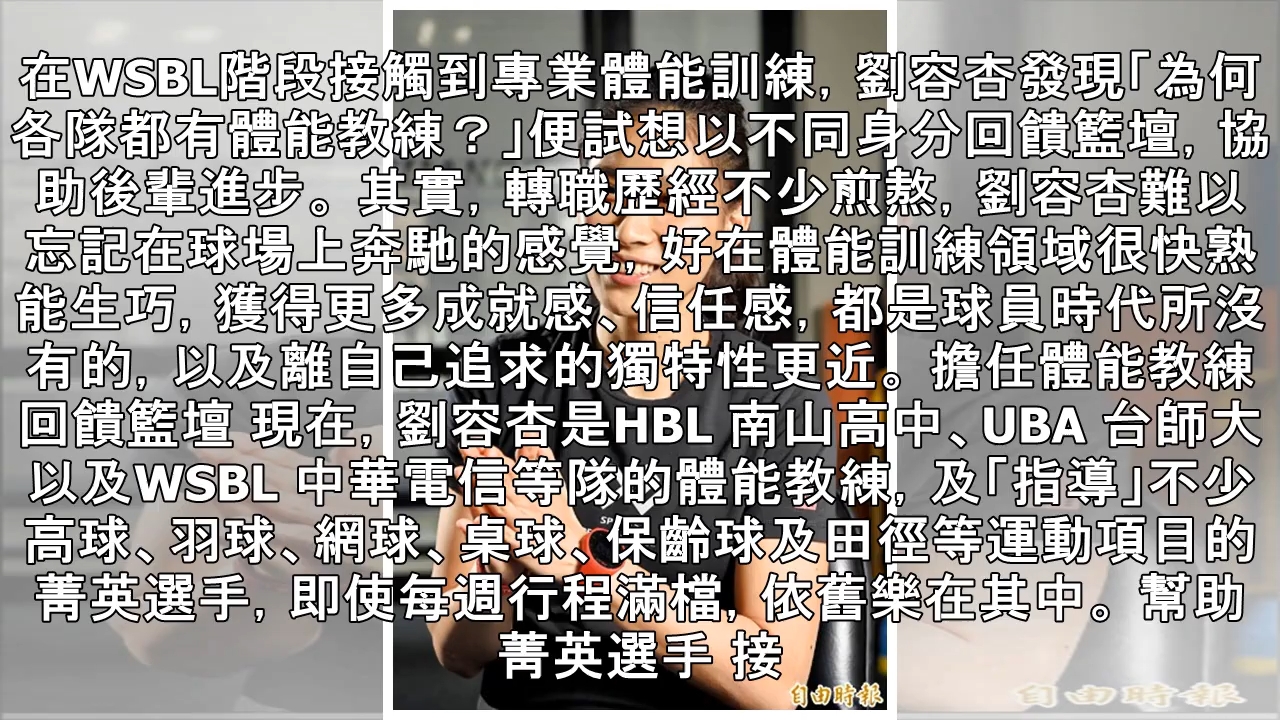 在WSBL階段接觸到專業體能訓練，劉容杏發現「為何
各隊都有體能教練？」便試想以不同身分回饋籃壇，協
助後輩進步。其實，轉職歷經不少煎熬，劉容杏難以
忘記在球場上奔馳的感覺，好在體能訓練領域很快熟
能生巧，獲得更多成就感、信任感，都是球員時代所沒
有的，以及離自己追求的獨特性更近。擔任體能教練
回饋籃壇 現在，劉容杏是HBL 南山高中、UBA 台師大
以及WSBL 中華電信等隊的體能教練，及「指導」不少
高球、羽球、網球、桌球、保齡球及田徑等運動項目的
菁英選手，即使每週行程滿檔，依舊樂在其中。幫助
菁英選手 接
自由時報
自由時報